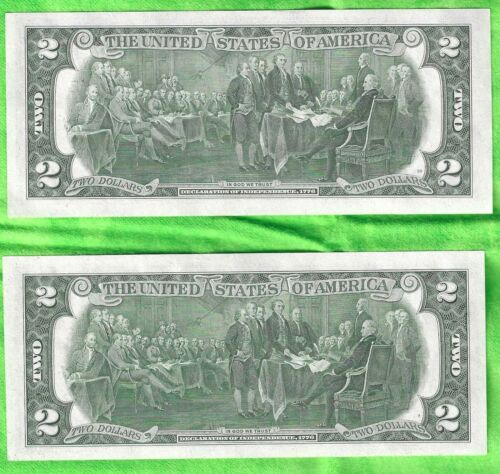 2 THE UNITED STATES OF AMERICA 2
TWO TWO
2 TWO DOLLARS IN GOD WE TRUST TWO DOLLARS 2
DECLARATION OF INDEPENDENCE, 1776
2 THE UNITED STATES OF AMERICA 2
TWO TWO
2 TWO DOLLARS IN GOD WE TRUST TWO DOLLARS 2
DECLARATION OF INDEPENDENCE, 1776